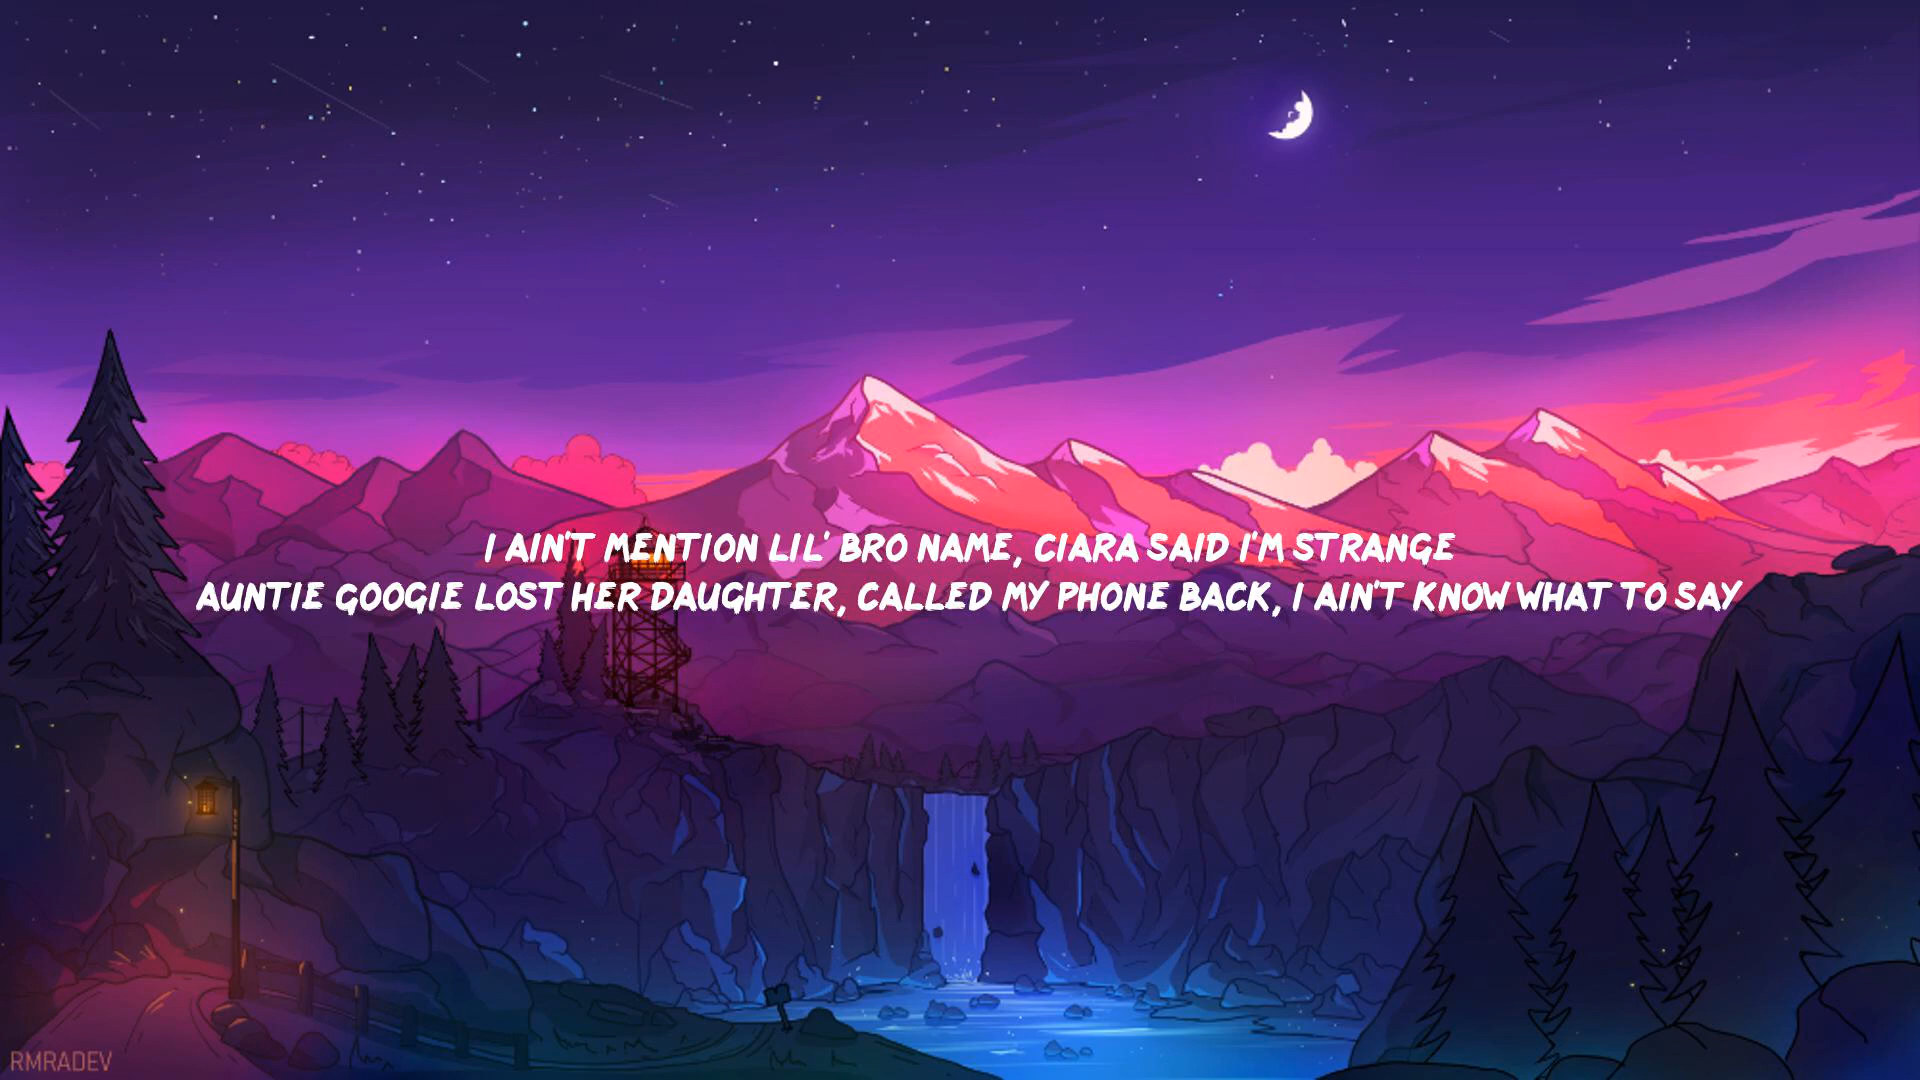 I AIN'T MENTION LIL' BRO NAME, CIARA SAID I'M STRANGE
AUNTIE GOOGIE LOST HER DAUGHTER, CALLED MY PHONE BACK, I AIN'T KNOW WHAT TO SAY
RMRADEV